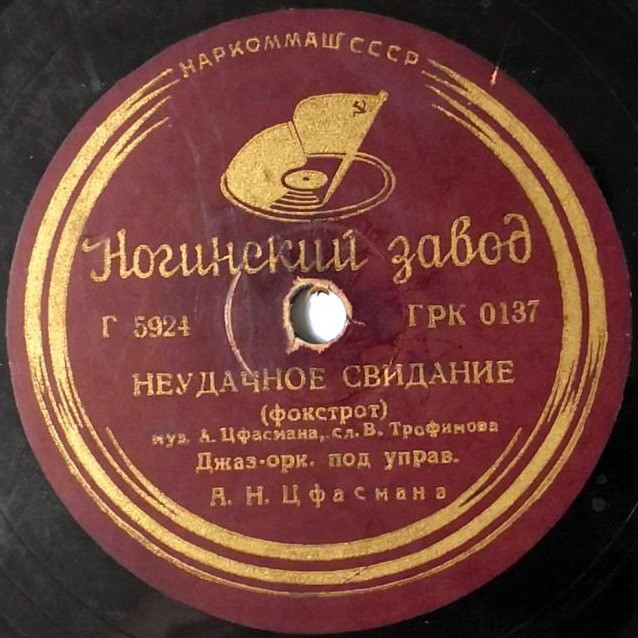 НАРКОММАШ СССР
Ногинский завод
Г 5924
ГРК 0137
НЕУДАЧНОЕ СВИДАНИЕ
(фокстрот)
муз. А. Цфасмана, сл. В. Трофимова
Джаз-орк. под управ.
А. Н. Цфасмана